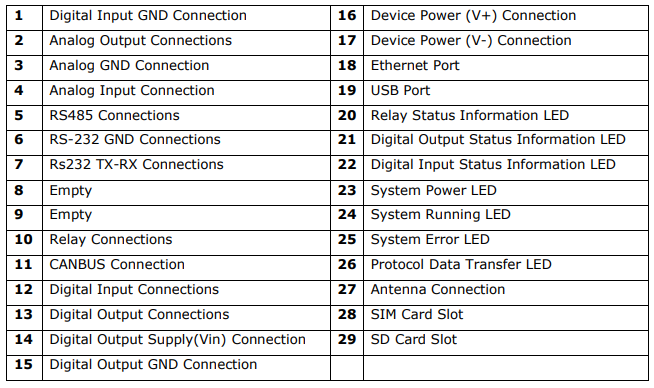 1 Digital Input GND Connection 16 Device Power (V+) Connection
2 Analog Output Connections 17 Device Power (V-) Connection
3 Analog GND Connection 18 Ethernet Port
4 Analog Input Connection 19 USB Port
5 RS485 Connections 20 Relay Status Information LED
6 RS-232 GND Connections 21 Digital Output Status Information LED
7 Rs232 TX-RX Connections 22 Digital Input Status Information LED
8 Empty 23 System Power LED
9 Empty 24 System Running LED
10 Relay Connections 25 System Error LED
11 CANBUS Connection 26 Protocol Data Transfer LED
12 Digital Input Connections 27 Antenna Connection
13 Digital Output Connections 28 SIM Card Slot
14 Digital Output Supply(Vin) Connection 29 SD Card Slot
15 Digital Output GND Connection